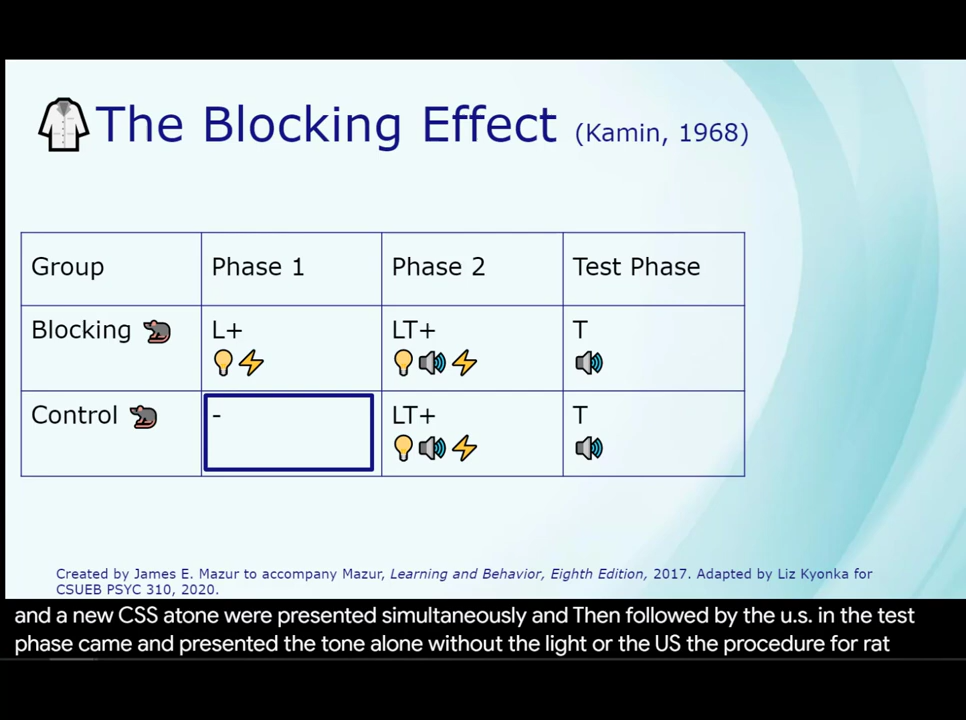 The Blocking Effect (Kamin, 1968)
Group Phase 1 Phase 2 Test Phase
Blocking L+ LT+ T
Control - LT+ T
Created by James E. Mazur to accompany Mazur, Learning and Behavior, Eighth Edition, 2017. Adapted by Liz Kyonka for
CSUEB PSYC 310, 2020.
and a new CSS atone were presented simultaneously and Then followed by the u.s. in the test
phase came and presented the tone alone without the light or the US the procedure for rat